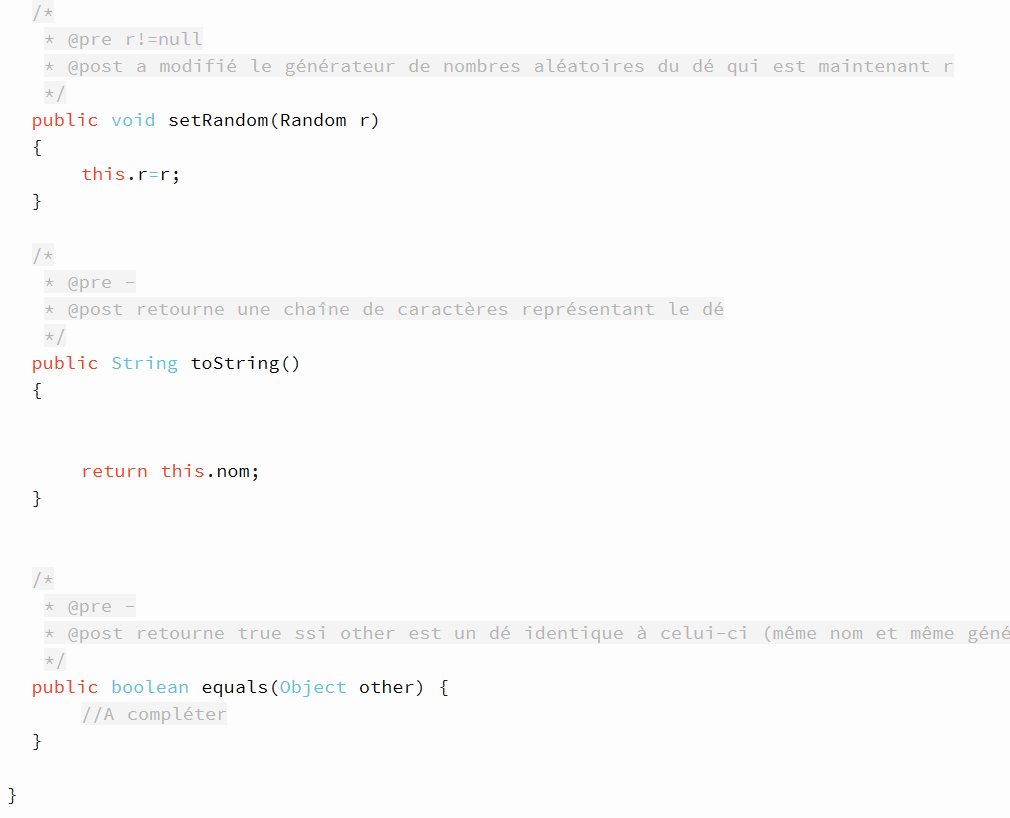 /*
* @pre r!=null
* @post a modifié le générateur de nombres aléatoires du dé qui est maintenant r
*/
public void setRandom(Random r)
{
this.r=r;
}
/*
* @pre -
* @post retourne une chaîne de caractères représentant le dé
*/
public String toString()
{
return this.nom;
}
/*
* @pre -
* @post retourne true ssi other est un dé identique à celui-ci (même nom et même géné
*/
public boolean equals(Object other) {
//A compléter
}
}